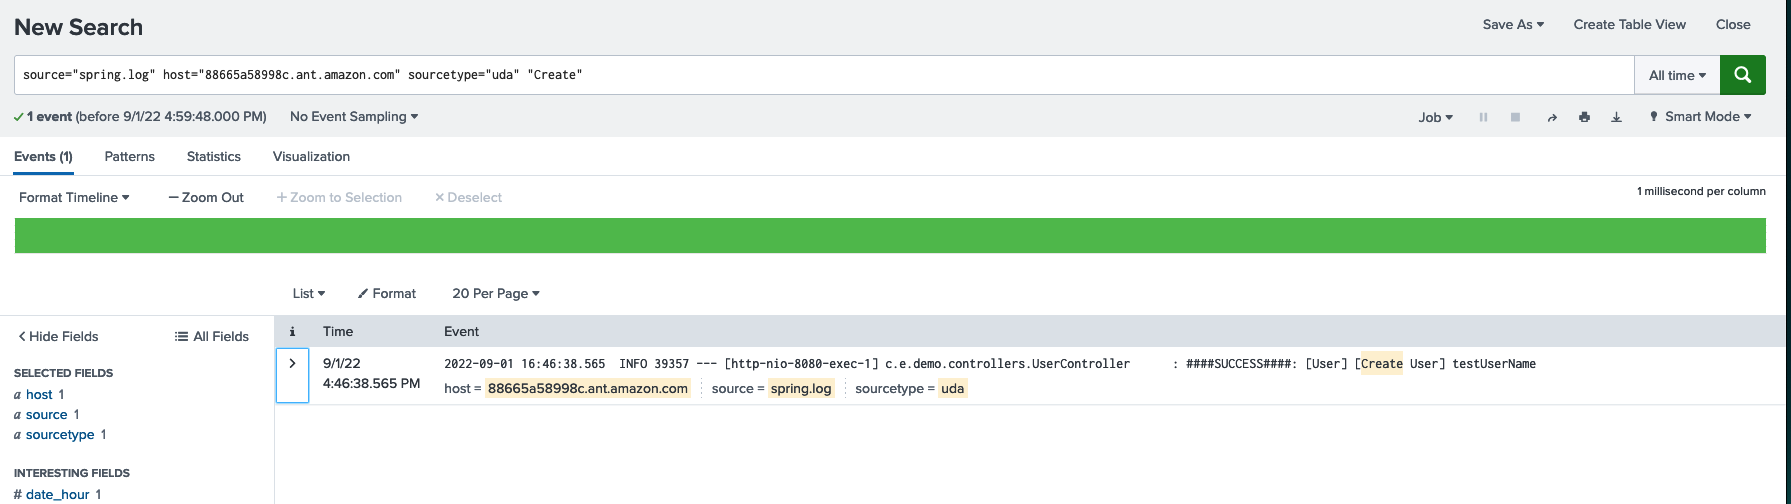 New Search
Save As Create Table View Close
source="spring.log" host="88665a58998c.ant.amazon.com" sourcetype="uda" "Create"
All time
1 event (before 9/1/22 4:59:48.000 PM) No Event Sampling
Job Smart Mode
Events (1) Patterns Statistics Visualization
Format Timeline — Zoom Out + Zoom to Selection × Deselect
1 millisecond per column
List Format 20 Per Page
< Hide Fields All Fields
i Time Event
SELECTED FIELDS
a host 1
a source 1
a sourcetype 1
INTERESTING FIELDS
# date_hour 1
> 9/1/22
4:46:38.565 PM
2022-09-01 16:46:38.565 INFO 39357 --- [http-nio-8080-exec-1] c.e.demo.controllers.UserController : ####SUCCESS####: [User] [Create User] testUserName
host = 88665a58998c.ant.amazon.com source = spring.log sourcetype = uda